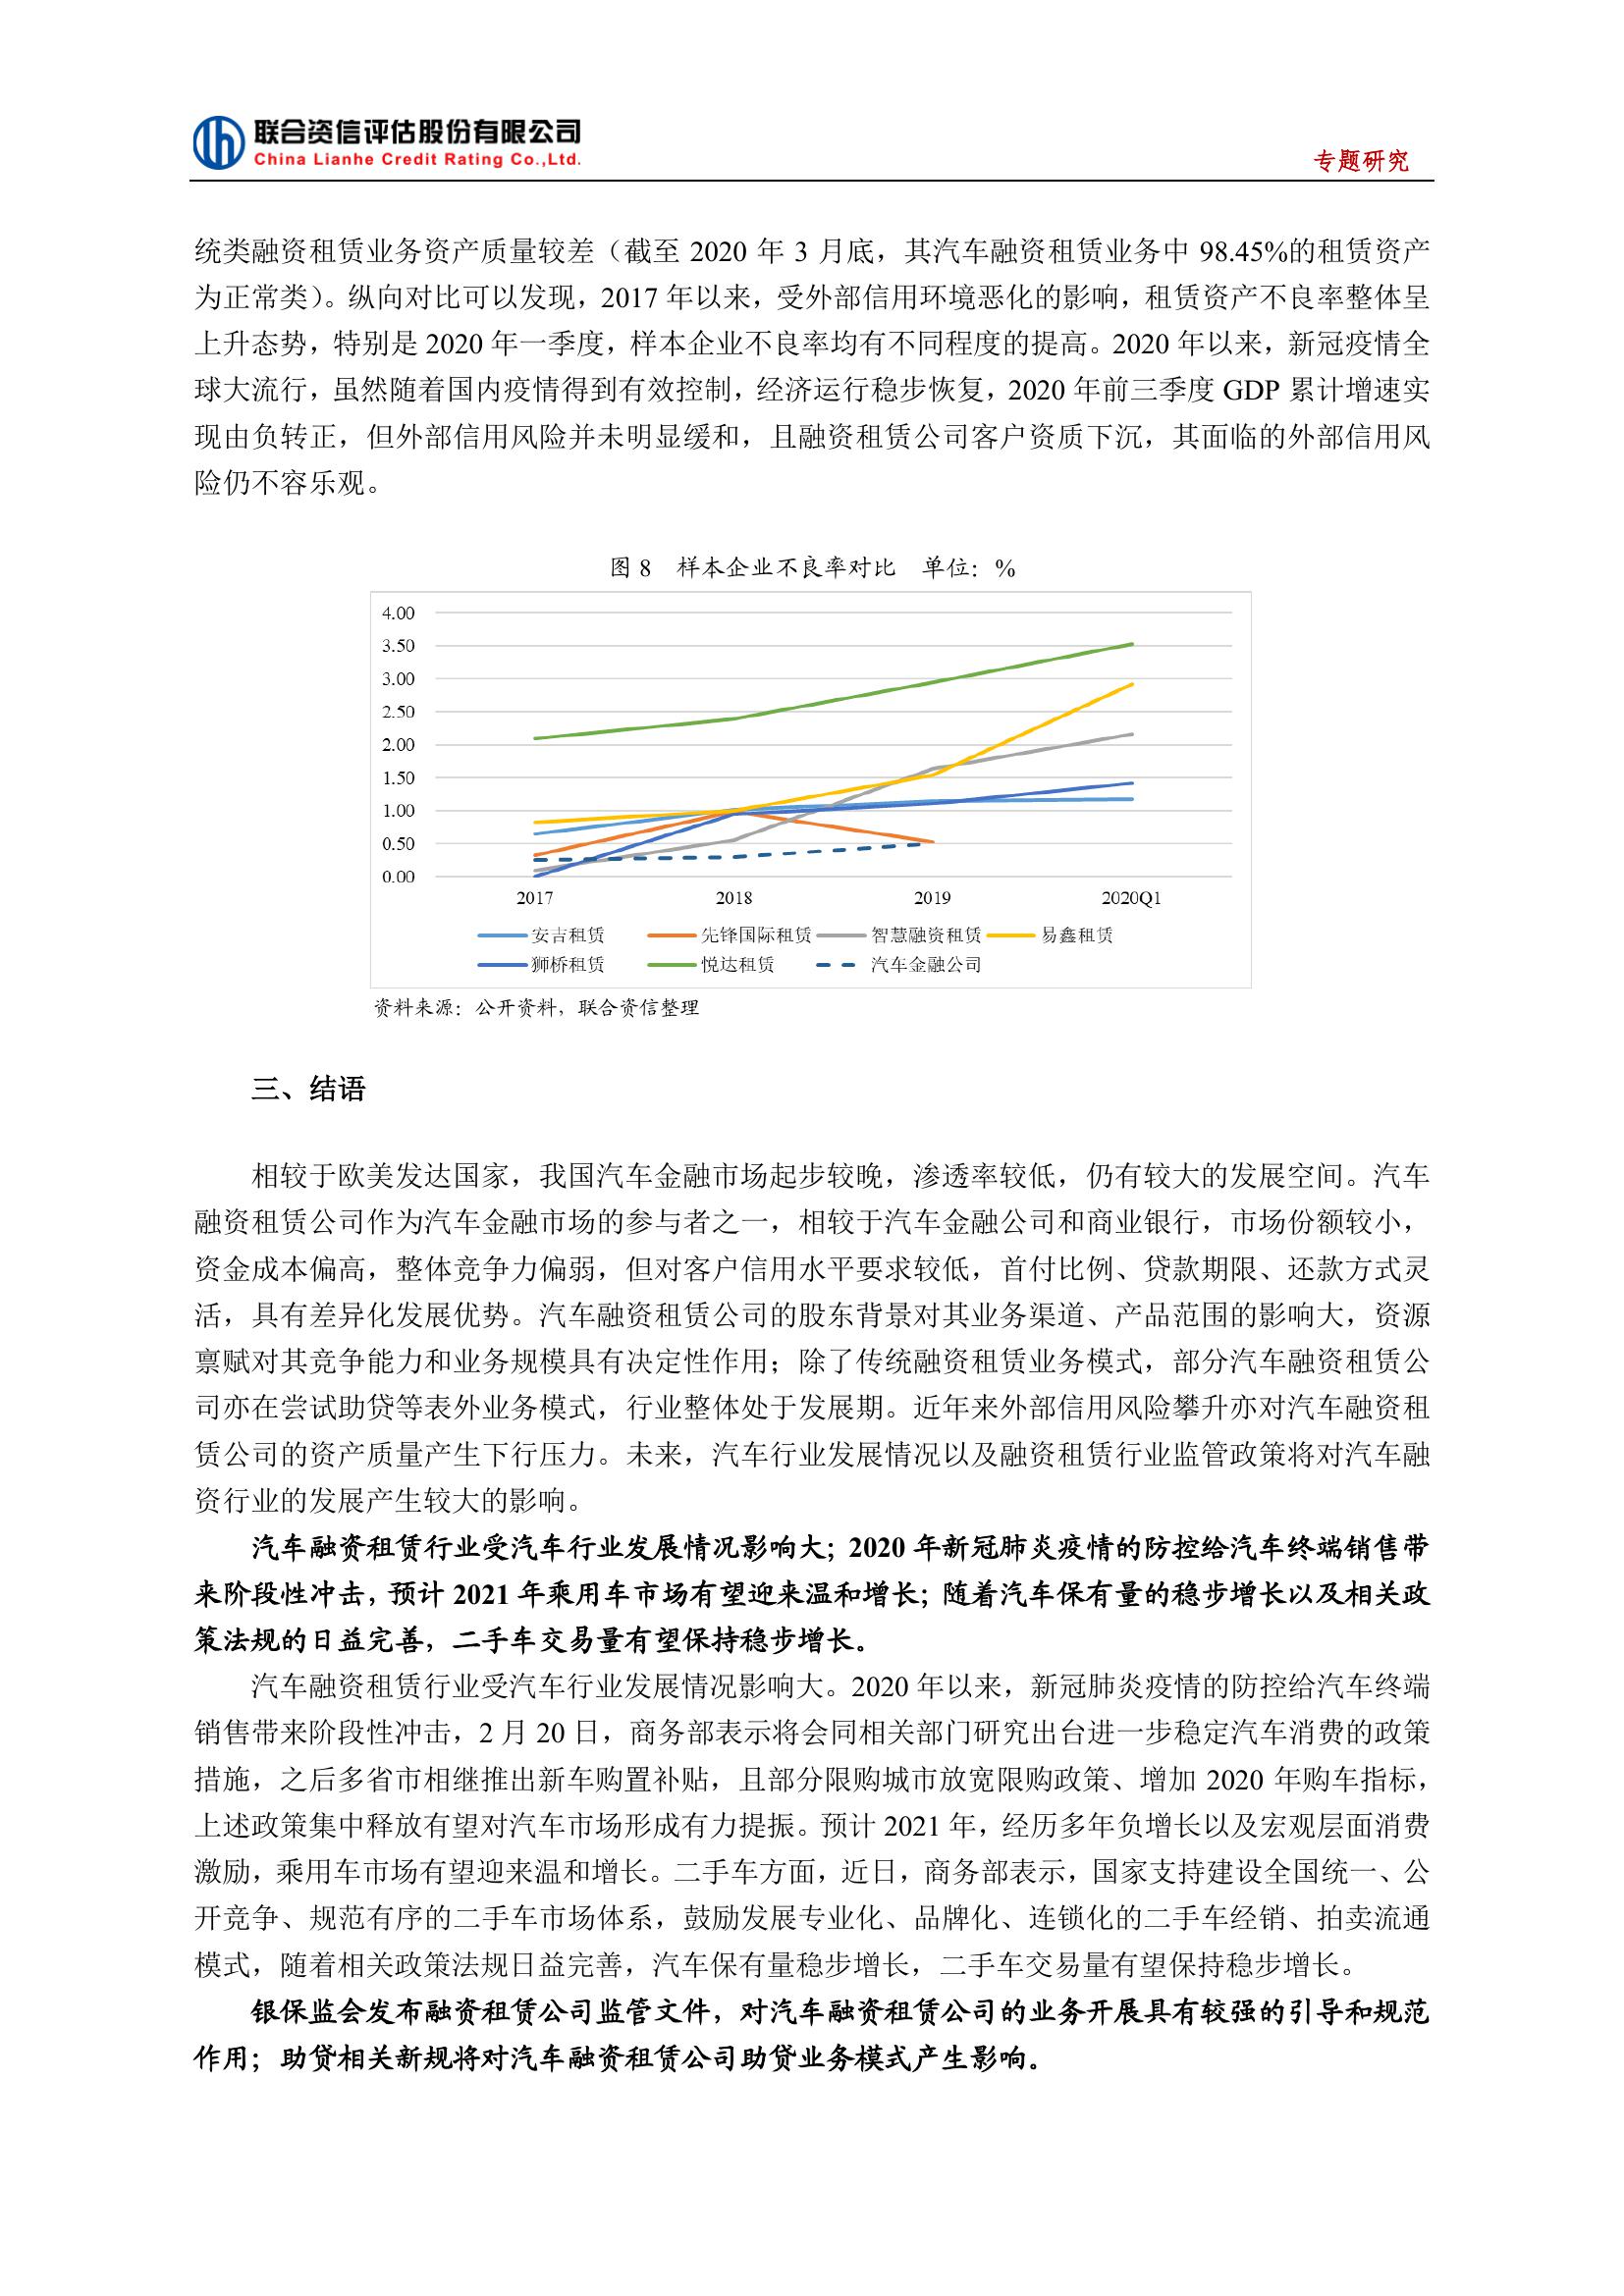 联合资信评估股份有限公司
China Lianhe Credit Rating Co.,Ltd.
专题研究
统类融资租赁业务资产质量较差（截至 2020 年 3 月底，其汽车融资租赁业务中 98.45%的租赁资产
为正常类）。纵向对比可以发现，2017 年以来，受外部信用环境恶化的影响，租赁资产不良率整体呈
上升态势，特别是 2020 年一季度，样本企业不良率均有不同程度的提高。2020 年以来，新冠疫情全
球大流行，虽然随着国内疫情得到有效控制，经济运行稳步恢复，2020 年前三季度 GDP 累计增速实
现由负转正，但外部信用风险并未明显缓和，且融资租赁公司客户资质下沉，其面临的外部信用风
险仍不容乐观。
图 8 样本企业不良率对比 单位：%
4.00
3.50
3.00
2.50
2.00
1.50
1.00
0.50
0.00
2017 2018 2019 2020Q1
安吉租赁 先锋国际租赁 智慧融资租赁 易鑫租赁
狮桥租赁 悦达租赁 汽车金融公司
资料来源：公开资料，联合资信整理
三、结语
相较于欧美发达国家，我国汽车金融市场起步较晚，渗透率较低，仍有较大的发展空间。汽车
融资租赁公司作为汽车金融市场的参与者之一，相较于汽车金融公司和商业银行，市场份额较小，
资金成本偏高，整体竞争力偏弱，但对客户信用水平要求较低，首付比例、贷款期限、还款方式灵
活，具有差异化发展优势。汽车融资租赁公司的股东背景对其业务渠道、产品范围的影响大，资源
禀赋对其竞争能力和业务规模具有决定性作用；除了传统融资租赁业务模式，部分汽车融资租赁公
司亦在尝试助贷等表外业务模式，行业整体处于发展期。近年来外部信用风险攀升亦对汽车融资租
赁公司的资产质量产生下行压力。未来，汽车行业发展情况以及融资租赁行业监管政策将对汽车融
资行业的发展产生较大的影响。
汽车融资租赁行业受汽车行业发展情况影响大；2020 年新冠肺炎疫情的防控给汽车终端销售带
来阶段性冲击，预计 2021 年乘用车市场有望迎来温和增长；随着汽车保有量的稳步增长以及相关政
策法规的日益完善，二手车交易量有望保持稳步增长。
汽车融资租赁行业受汽车行业发展情况影响大。2020 年以来，新冠肺炎疫情的防控给汽车终端
销售带来阶段性冲击，2 月 20 日，商务部表示将会同相关部门研究出台进一步稳定汽车消费的政策
措施，之后多省市相继推出新车购置补贴，且部分限购城市放宽限购政策、增加 2020 年购车指标，
上述政策集中释放有望对汽车市场形成有力提振。预计 2021 年，经历多年负增长以及宏观层面消费
激励，乘用车市场有望迎来温和增长。二手车方面，近日，商务部表示，国家支持建设全国统一、公
开竞争、规范有序的二手车市场体系，鼓励发展专业化、品牌化、连锁化的二手车经销、拍卖流通
模式，随着相关政策法规日益完善，汽车保有量稳步增长，二手车交易量有望保持稳步增长。
银保监会发布融资租赁公司监管文件，对汽车融资租赁公司的业务开展具有较强的引导和规范
作用；助贷相关新规将对汽车融资租赁公司助贷业务模式产生影响。